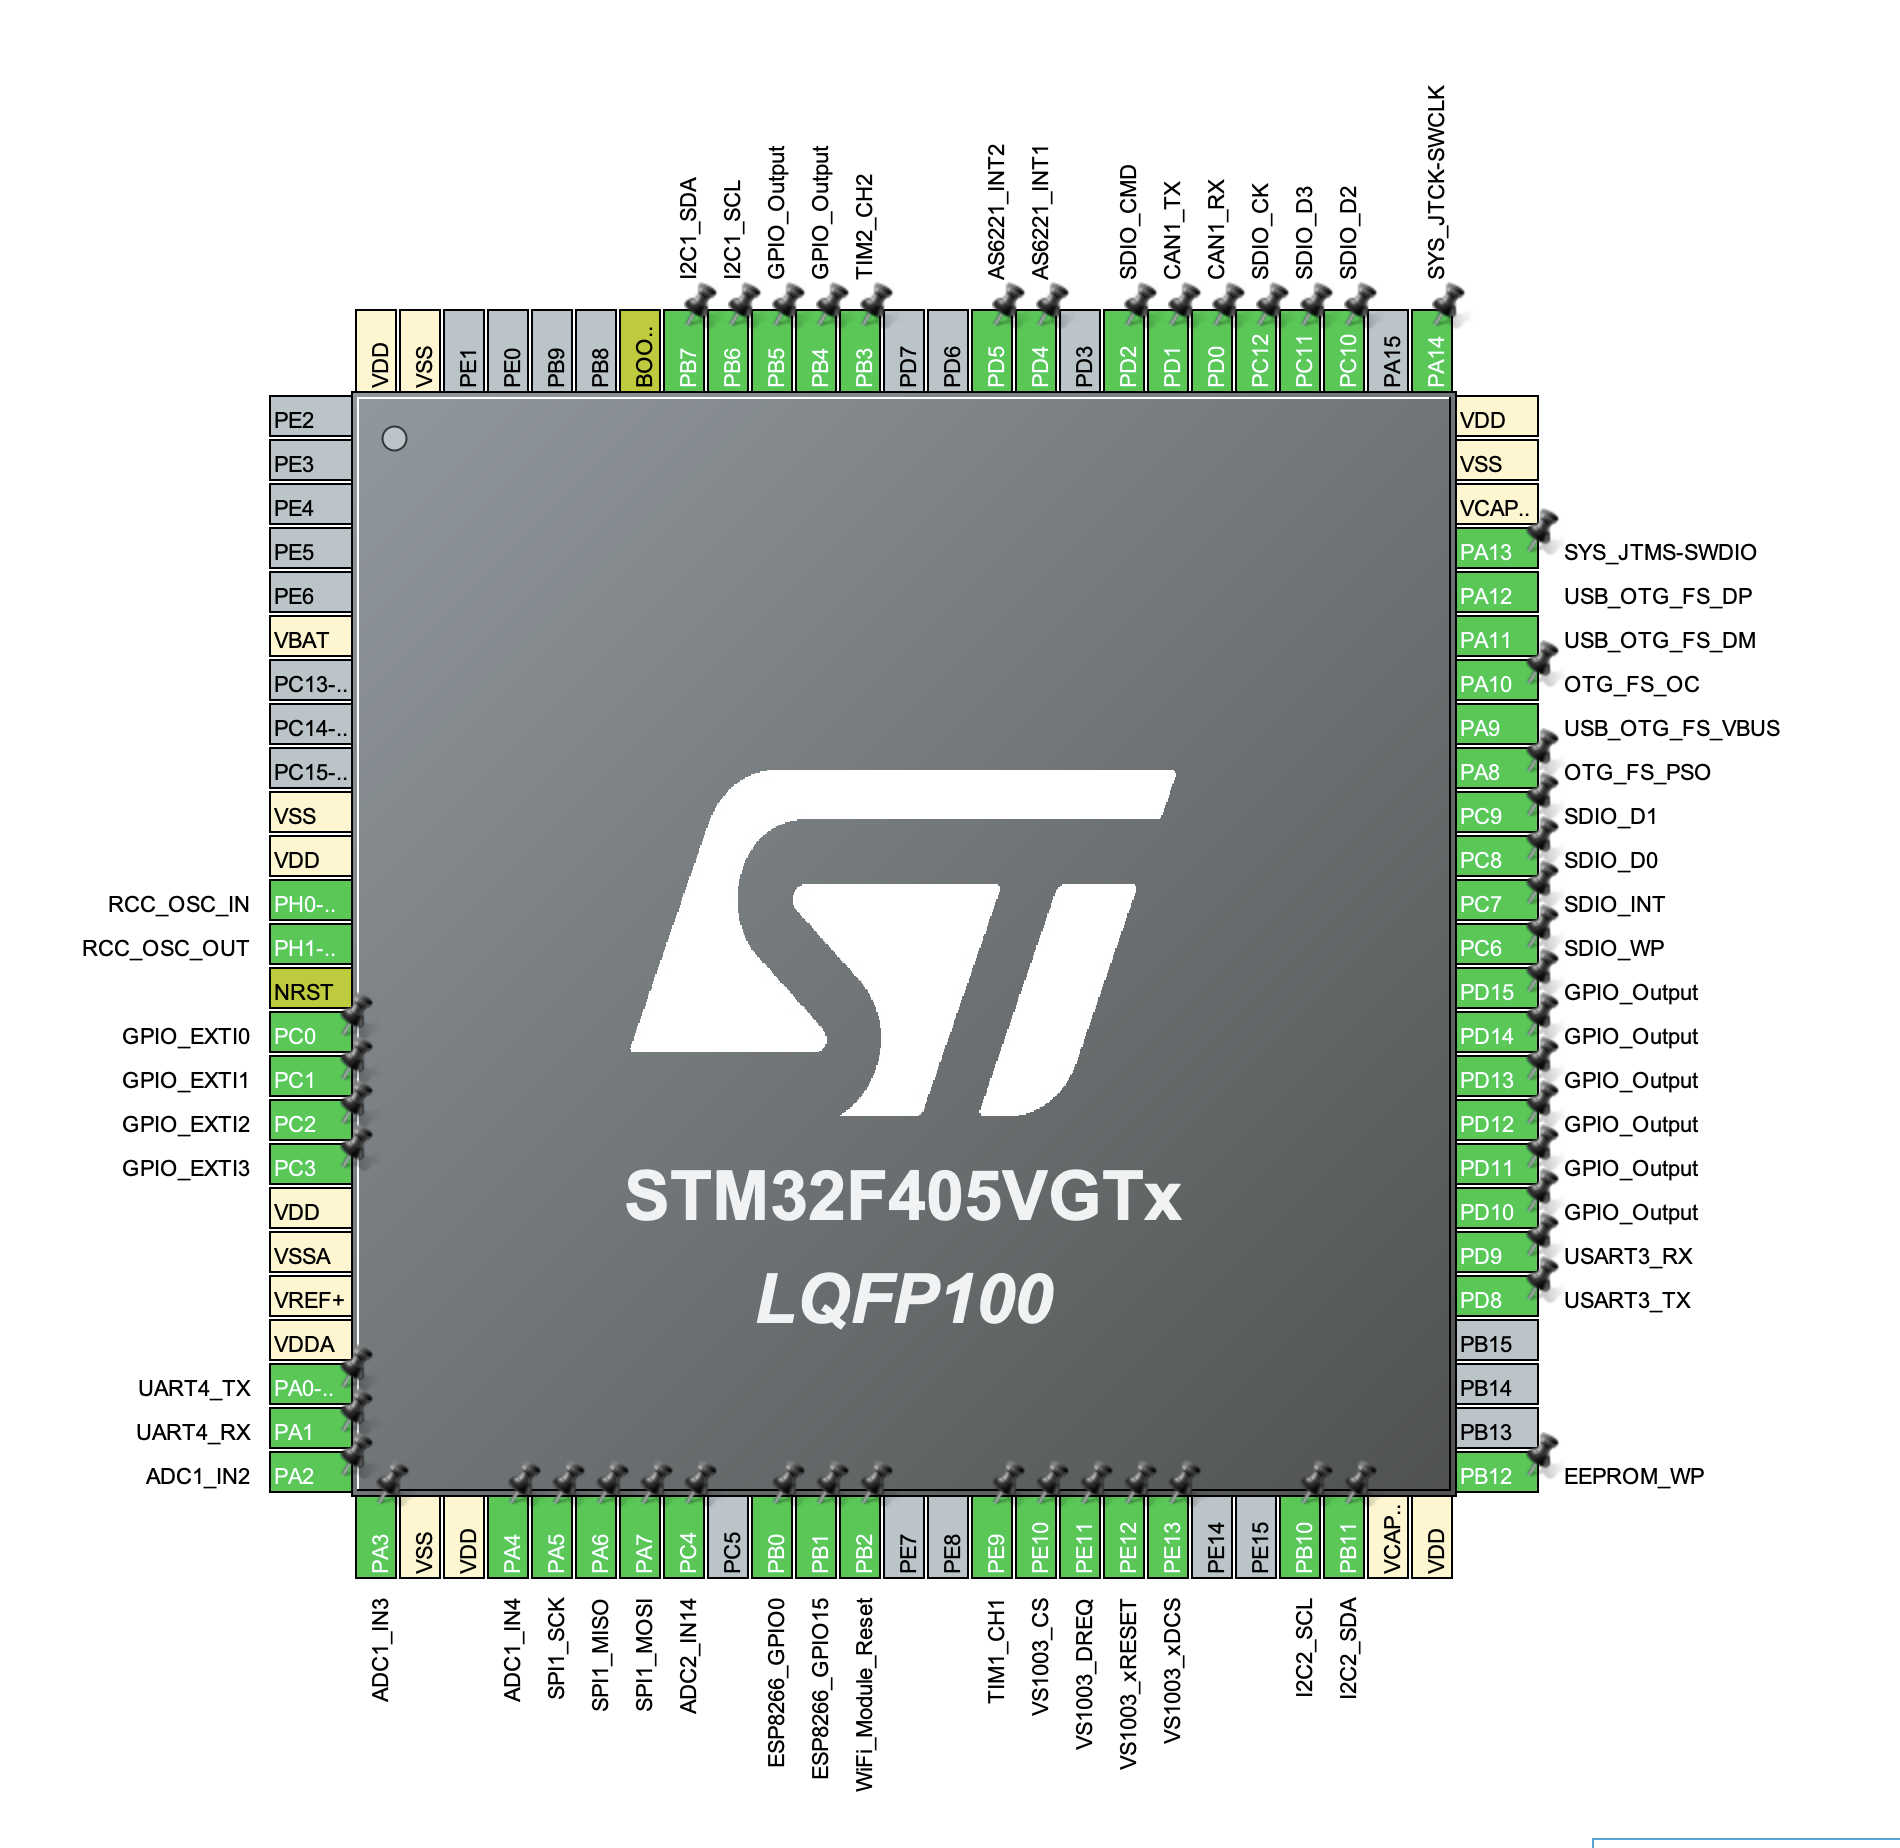 I2C1_SDA
I2C1_SCL
GPIO_Output
GPIO_Output
TIM2_CH2
AS6221_INT2
AS6221_INT1
SDIO_CMD
CAN1_TX
CAN1_RX
SDIO_CK
SDIO_D3
SDIO_D2
SYS_JTCK-SWCLK
VDD
VSS
PE1
PE0
PB9
PB8
BOO..
PB7
PB6
PB5
PB4
PB3
PD7
PD6
PD5
PD4
PD3
PD2
PD1
PD0
PC12
PC11
PC10
PA15
PA14
PE2
PE3
PE4
PE5
PE6
VBAT
PC13-..
PC14-..
PC15-..
VSS
VDD
RCC_OSC_IN PH0-..
RCC_OSC_OUT PH1-..
NRST
GPIO_EXTI0 PC0
GPIO_EXTI1 PC1
GPIO_EXTI2 PC2
GPIO_EXTI3 PC3
VDD
VSSA
VREF+
VDDA
UART4_TX PA0-..
UART4_RX PA1
ADC1_IN2 PA2
STM32F405VGTx
LQFP100
VDD
VSS
VCAP..
PA13 SYS_JTMS-SWDIO
PA12 USB_OTG_FS_DP
PA11 USB_OTG_FS_DM
PA10 OTG_FS_OC
PA9 USB_OTG_FS_VBUS
PA8 OTG_FS_PSO
PC9 SDIO_D1
PC8 SDIO_D0
PC7 SDIO_INT
PC6 SDIO_WP
PD15 GPIO_Output
PD14 GPIO_Output
PD13 GPIO_Output
PD12 GPIO_Output
PD11 GPIO_Output
PD10 GPIO_Output
PD9 USART3_RX
PD8 USART3_TX
PB15
PB14
PB13
PB12 EEPROM_WP
PA3
VSS
VDD
PA4
PA5
PA6
PA7
PC4
PC5
PB0
PB1
PB2
PE7
PE8
PE9
PE10
PE11
PE12
PE13
PE14
PE15
PB10
PB11
VCAP..
VDD
ADC1_IN3
ADC1_IN4
SPI1_SCK
SPI1_MISO
SPI1_MOSI
ADC2_IN14
ESP8266_GPIO0
ESP8266_GPIO15
WiFi_Module_Reset
TIM1_CH1
VS1003_CS
VS1003_DREQ
VS1003_xRESET
VS1003_xDCS
I2C2_SCL
I2C2_SDA